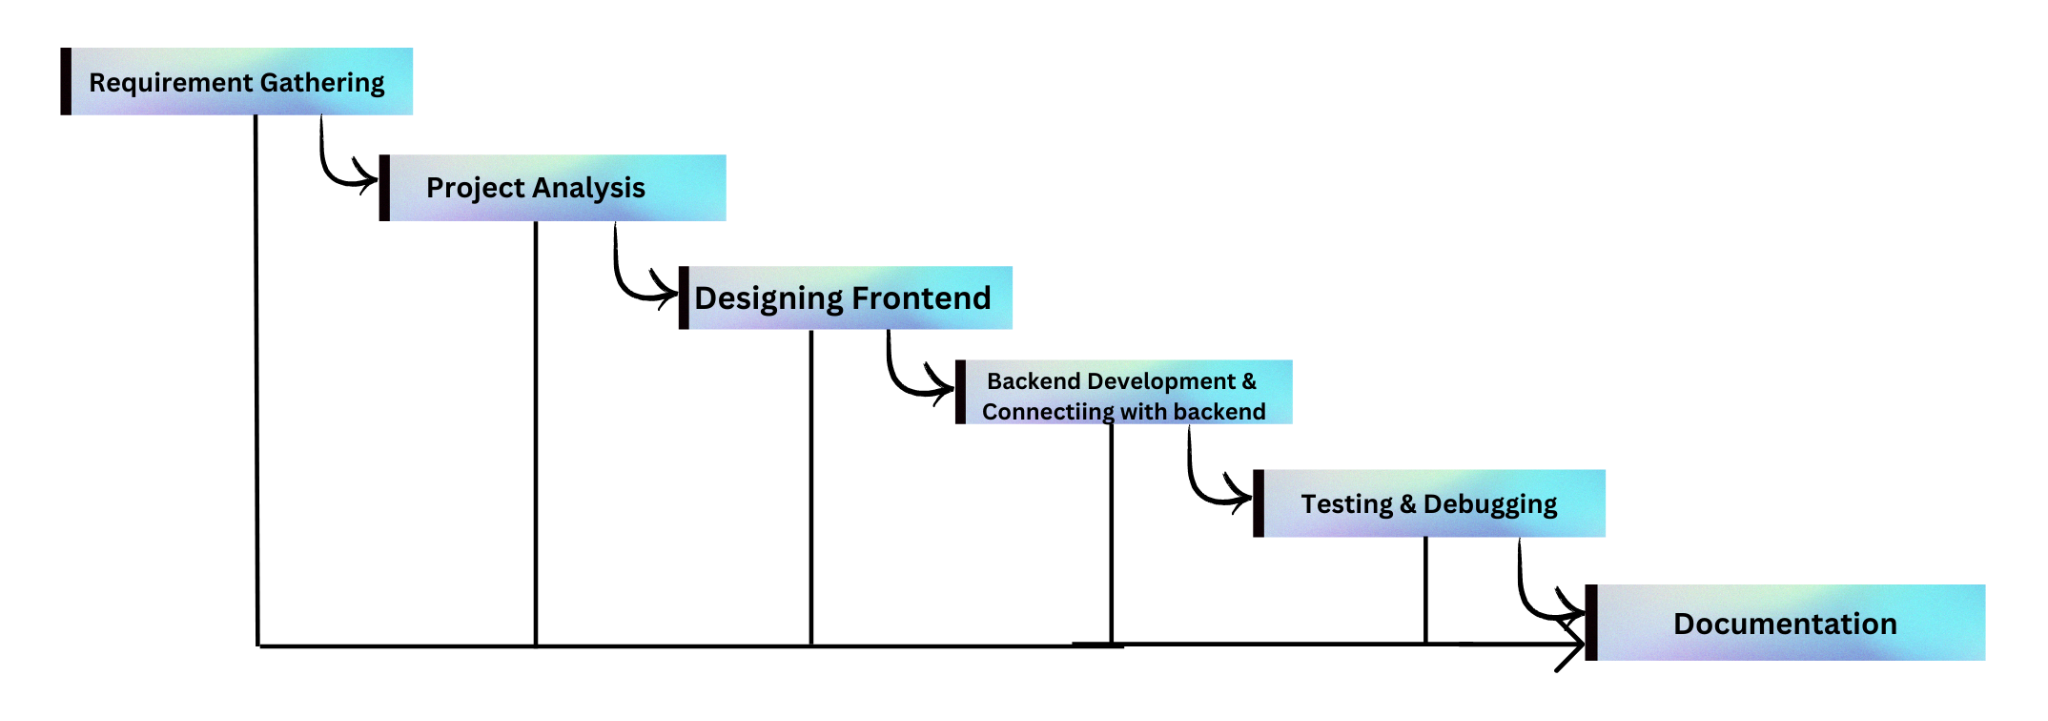 Requirement Gathering
Project Analysis
Designing Frontend
Backend Development &
Connectiing with backend
Testing & Debugging
Documentation